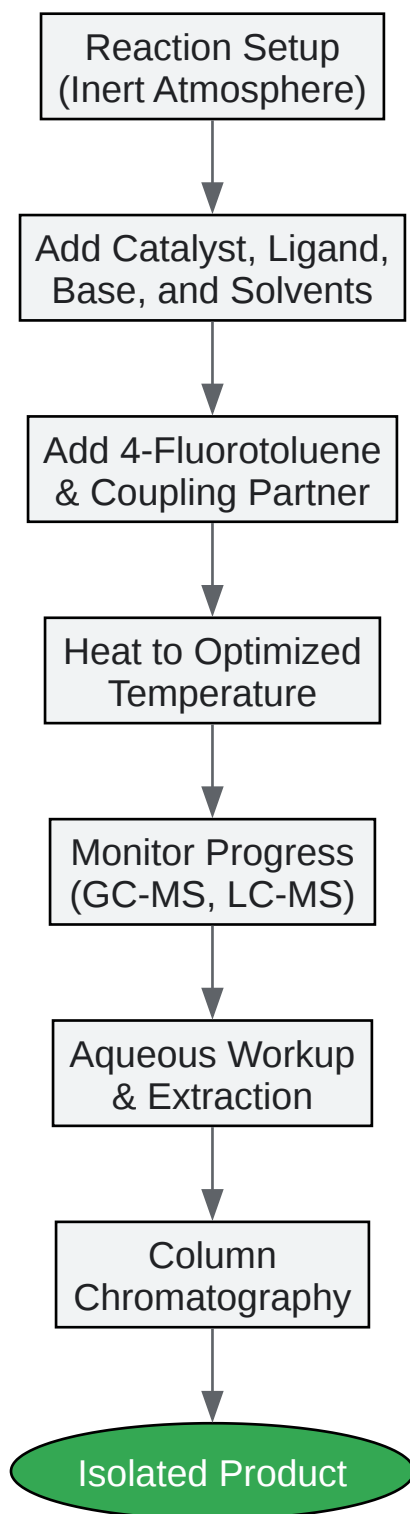 Reaction Setup
(Inert Atmosphere)
Add Catalyst, Ligand,
Base, and Solvents
Add 4-Fluorotoluene
& Coupling Partner
Heat to Optimized
Temperature
Monitor Progress
(GC-MS, LC-MS)
Aqueous Workup
& Extraction
Column
Chromatography
Isolated Product